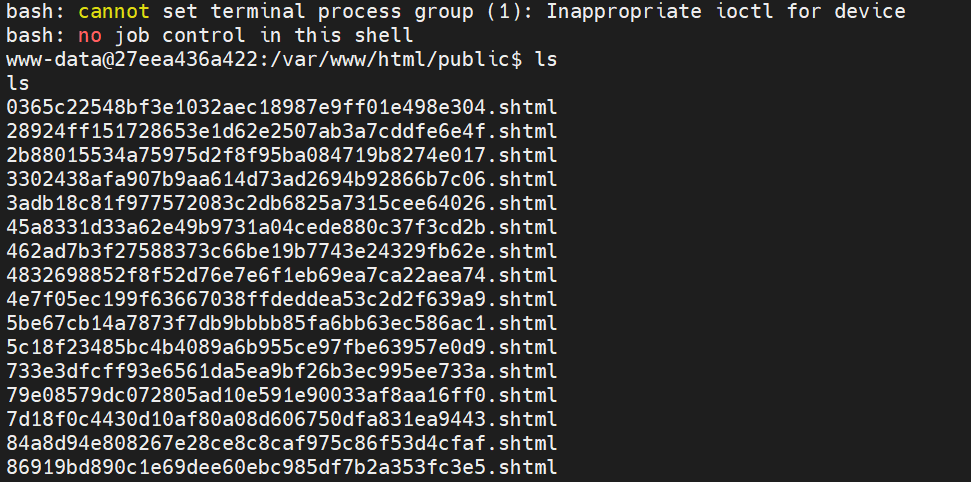 bash: cannot set terminal process group (1): Inappropriate ioctl for device
bash: no job control in this shell
www-data@27eea436a422:/var/www/html/public$ ls
ls
0365c22548bf3e1032aec18987e9ff01e498e304.shtml
28924ff151728653e1d62e2507ab3a7cddfe6e4f.shtml
2b88015534a75975d2f8f95ba084719b8274e017.shtml
3302438afa907b9aa614d73ad2694b92866b7c06.shtml
3adb18c81f977572083c2db6825a7315cee64026.shtml
45a8331d33a62e49b9731a04cede880c37f3cd2b.shtml
462ad7b3f27588373c66be19b7743e24329fb62e.shtml
4832698852f8f52d76e7e6f1eb69ea7ca22aea74.shtml
4e7f05ec199f63667038ffdeddea53c2d2f639a9.shtml
5be67cb14a7873f7db9bbbb85fa6bb63ec586ac1.shtml
5c18f23485bc4b4089a6b955ce97fbe63957e0d9.shtml
733e3dfcff93e6561da5ea9bf26b3ec995ee733a.shtml
79e08579dc072805ad10e591e90033af8aa16ff0.shtml
7d18f0c4430d10af80a08d606750dfa831ea9443.shtml
84a8d94e808267e28ce8c8caf975c86f53d4cfaf.shtml
86919bd890c1e69dee60ebc985df7b2a353fc3e5.shtml